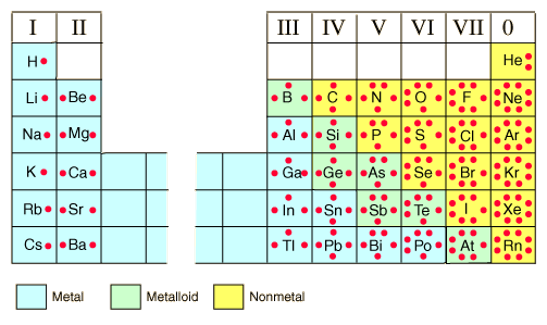 I II III IV V VI VII 0
H He
Li Be B C N O F Ne
Na Mg Al Si P S Cl Ar
K Ca Ga Ge As Se Br Kr
Rb Sr In Sn Sb Te I Xe
Cs Ba Tl Pb Bi Po At Rn
Metal Metalloid Nonmetal